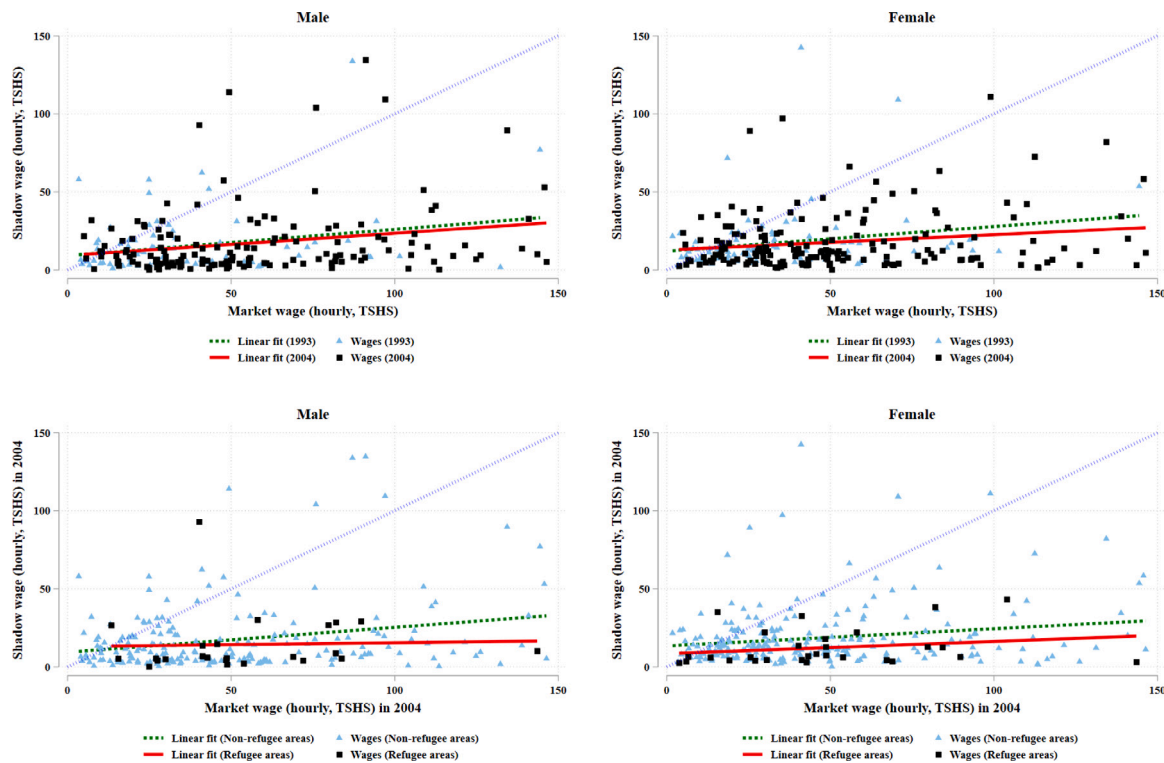 Male
Shadow wage (hourly, TSHS)
150
100
50
0
0 50 100 150
Market wage (hourly, TSHS)
Linear fit (1993) Wages (1993)
Linear fit (2004) Wages (2004)
Female
Shadow wage (hourly, TSHS)
150
100
50
0
0 50 100 150
Market wage (hourly, TSHS)
Linear fit (1993) Wages (1993)
Linear fit (2004) Wages (2004)
Male
Shadow wage (hourly, TSHS) in 2004
150
100
50
0
0 50 100 150
Market wage (hourly, TSHS) in 2004
Linear fit (Non-refugee areas) Wages (Non-refugee areas)
Linear fit (Refugee areas) Wages (Refugee areas)
Female
Shadow wage (hourly, TSHS) in 2004
150
100
50
0
0 50 100 150
Market wage (hourly, TSHS) in 2004
Linear fit (Non-refugee areas) Wages (Non-refugee areas)
Linear fit (Refugee areas) Wages (Refugee areas)